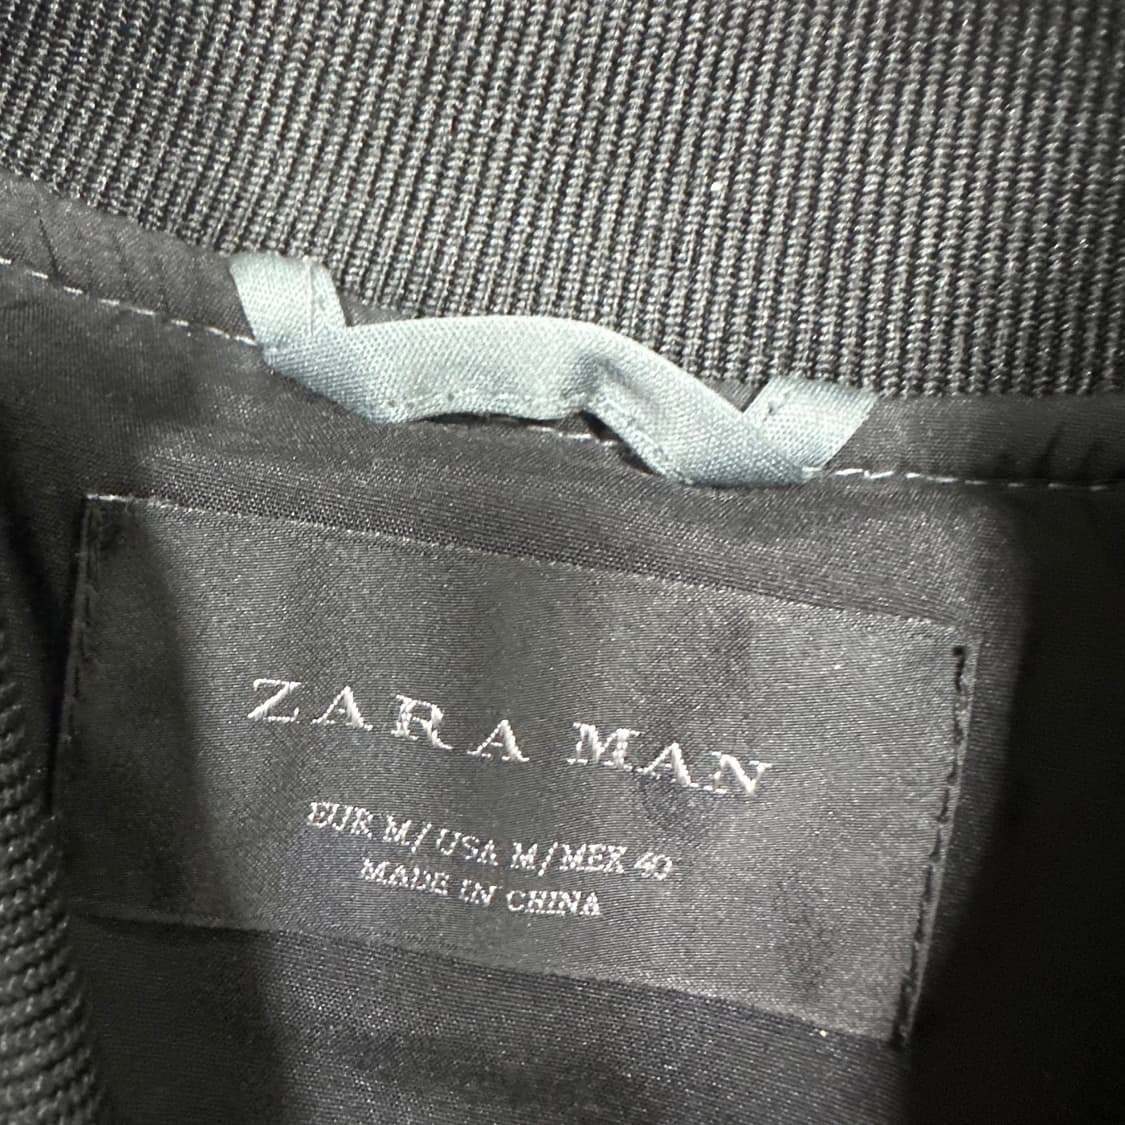 ZARA MAN
EUR M/USA M/MEX 40
MADE IN CHINA